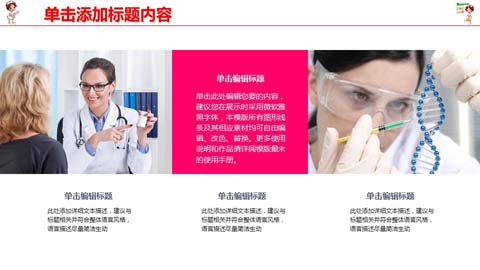 单击添加标题内容
单击编辑标题
单击此处编辑您要的内容，
建议您在展示时采用微软雅
黑字体，本模版所有图形线
条及其相应素材均可自由编
辑、改色、替换。更多使用
说明和作品请详阅模版最末
的使用手册。
单击编辑标题
此处添加详细文本描述，建议与
标题相关并符合整体语言风格，
语言描述尽量简洁生动
单击编辑标题
此处添加详细文本描述，建议与
标题相关并符合整体语言风格，
语言描述尽量简洁生动
单击编辑标题
此处添加详细文本描述，建议与
标题相关并符合整体语言风格，
语言描述尽量简洁生动